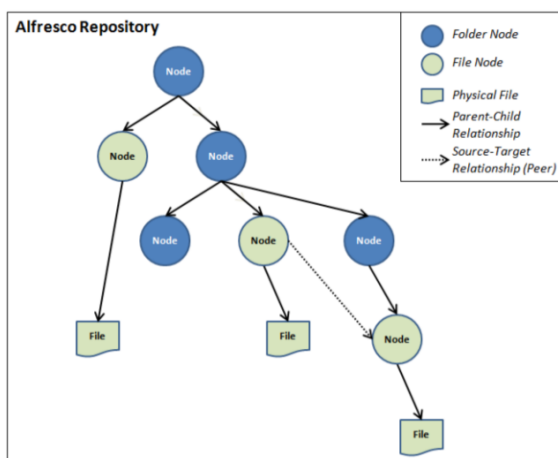 Alfresco Repository
Folder Node
File Node
Physical File
Parent-Child
Relationship
Source-Target
Relationship (Peer)
Node
Node
Node
Node
Node
Node
File
File
Node
File